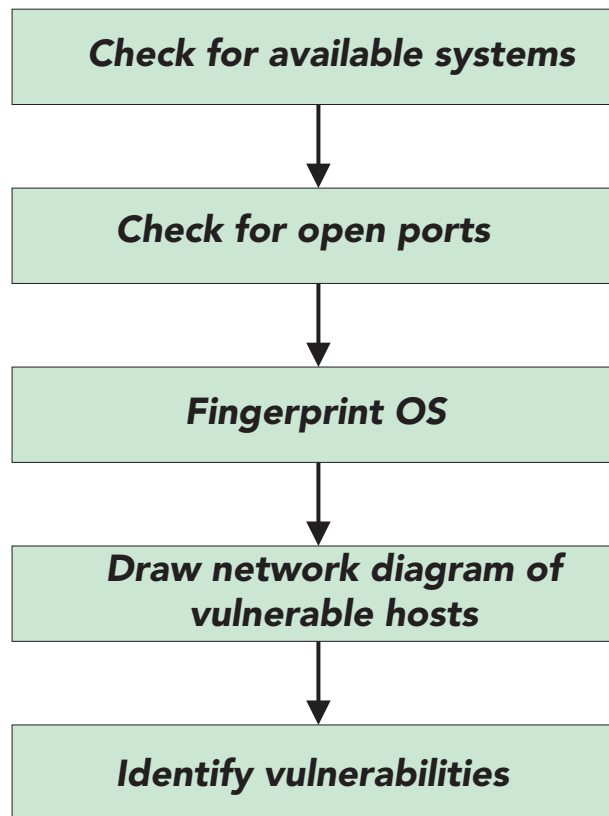 Check for available systems
Check for open ports
Fingerprint OS
Draw network diagram of
vulnerable hosts
Identify vulnerabilities